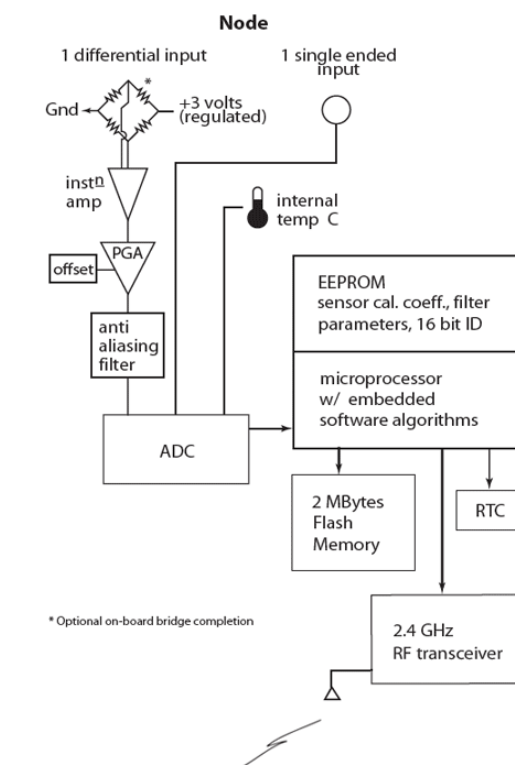 Node
1 differential input
1 single ended
input
*
Gnd
+3 volts
(regulated)
instn
amp
internal
temp C
PGA
offset
anti
aliasing
filter
EEPROM
sensor cal. coeff., filter
parameters, 16 bit ID
microprocessor
w/ embedded
software algorithms
ADC
2 MBytes
Flash
Memory
RTC
* Optional on-board bridge completion
2.4 GHz
RF transceiver